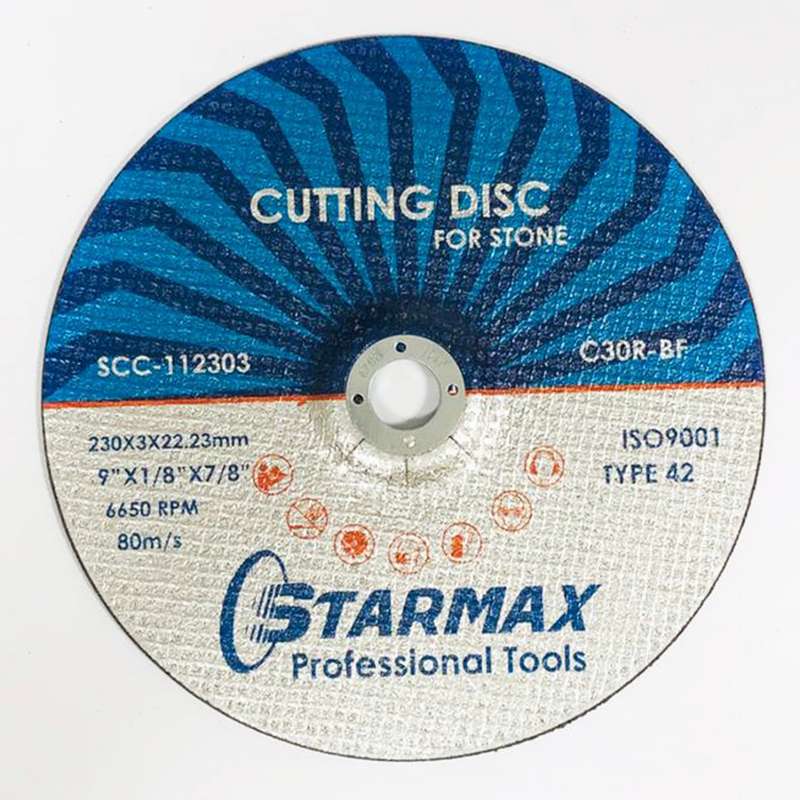 CUTTING DISC
FOR STONE
SCC-112303
C30R-BF
230X3X22.23mm
9"X1/8"X7/8"
6650 RPM
80m/s
ISO9001
TYPE 42
STARMAX
Professional Tools